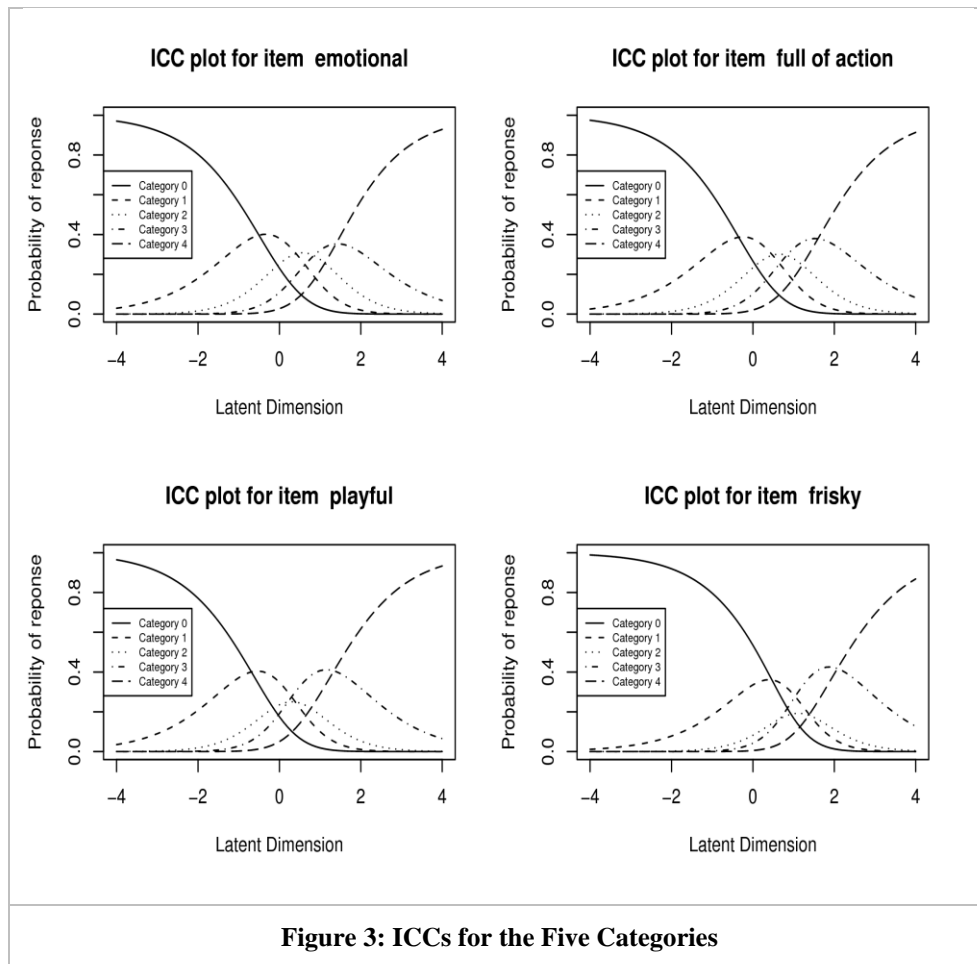 ICC plot for item emotional
Probability of reponse
0.8
0.4
0.0
Category 0
Category 1
Category 2
Category 3
Category 4
−4
−2
0
2
4
Latent Dimension
ICC plot for item full of action
Probability of reponse
0.8
0.4
0.0
Category 0
Category 1
Category 2
Category 3
Category 4
−4
−2
0
2
4
Latent Dimension
ICC plot for item playful
Probability of reponse
0.8
0.4
0.0
Category 0
Category 1
Category 2
Category 3
Category 4
−4
−2
0
2
4
Latent Dimension
ICC plot for item frisky
Probability of reponse
0.8
0.4
0.0
Category 0
Category 1
Category 2
Category 3
Category 4
−4
−2
0
2
4
Latent Dimension
Figure 3: ICCs for the Five Categories